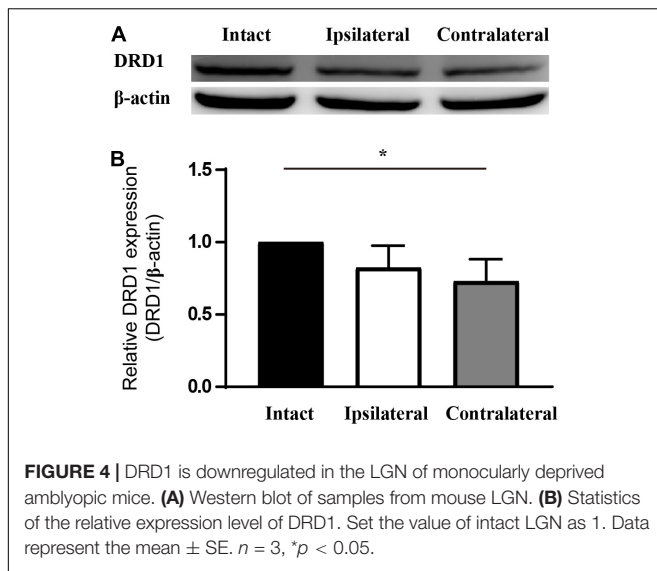 A
Intact Ipsilateral Contralateral
DRD1
β-actin
B
*
Relative DRD1 expression
(DRD1/β-actin)
1.5
1.0
0.5
0.0
Intact Ipsilateral Contralateral
FIGURE 4 | DRD1 is downregulated in the LGN of monocularly deprived
amblyopic mice. (A) Western blot of samples from mouse LGN. (B) Statistics
of the relative expression level of DRD1. Set the value of intact LGN as 1. Data
represent the mean ± SE. n = 3, *p < 0.05.